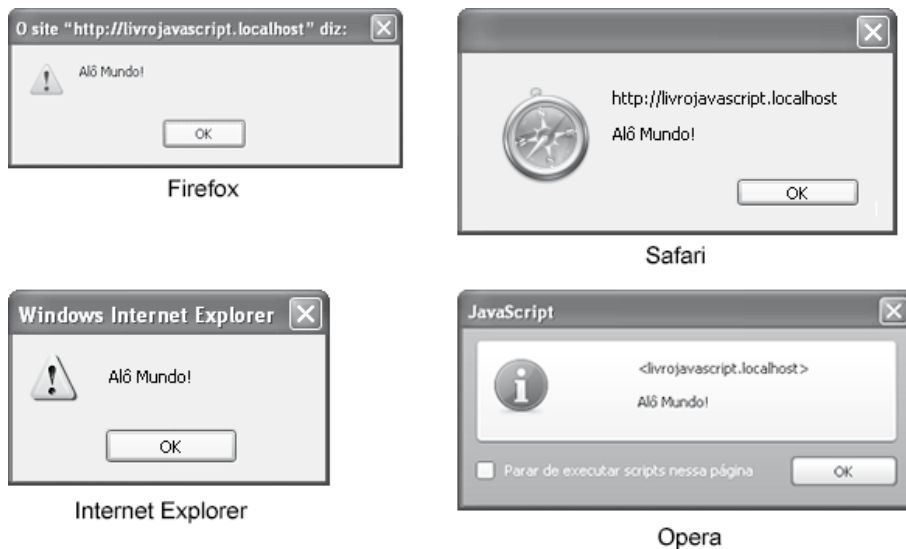 O site “http://livrojavascript.localhost” diz:
Alô Mundo!
OK
Firefox
http://livrojavascript.localhost
Alô Mundo!
OK
Safari
Windows Internet Explorer
Alô Mundo!
OK
Internet Explorer
JavaScript
<livrojavascript.localhost>
Alô Mundo!
Parar de executar scripts nessa página
OK
Opera